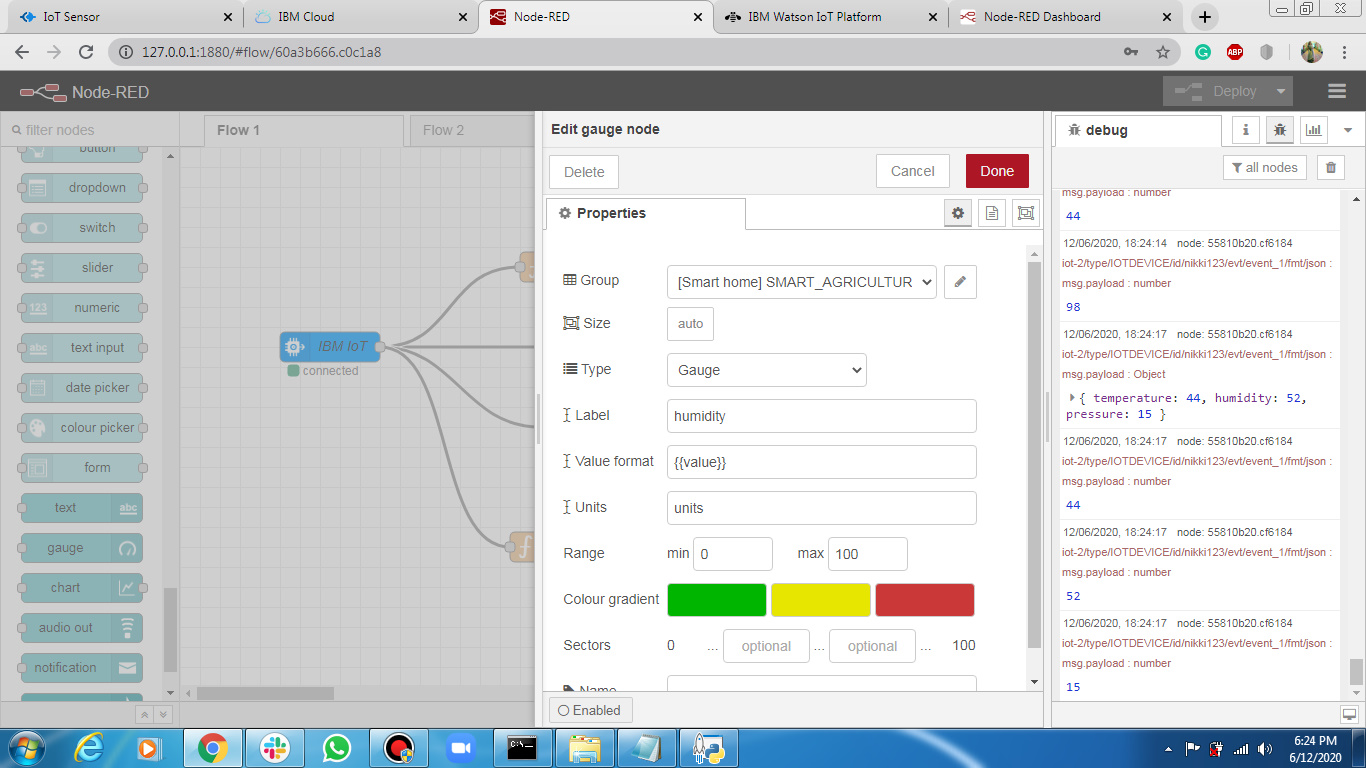 IoT Sensor
IBM Cloud
Node-RED
IBM Watson IoT Platform
Node-RED Dashboard
127.0.0.1:1880/#flow/60a3b666.c0c1a8
ABP
Node-RED
Deploy
filter nodes
button
dropdown
switch
slider
123 numeric
abc text input
date picker
colour picker
form
text abc
gauge
chart
audio out
notification
Flow 1
Flow 2
IBM IoT
connected
Edit gauge node
Delete
Cancel
Done
Properties
Group [Smart home] SMART_AGRICULTUR
Size auto
Type Gauge
Label humidity
Value format {{value}}
Units units
Range min 0 max 100
Colour gradient
Sectors 0 ... optional ... optional ... 100
Name
Enabled
debug
all nodes
msg.payload : number
44
12/06/2020, 18:24:14 node: 55810b20.cf6184
iot-2/type/IOTDEVICE/id/nikki123/evt/event_1/fmt/json :
msg.payload : number
98
12/06/2020, 18:24:17 node: 55810b20.cf6184
iot-2/type/IOTDEVICE/id/nikki123/evt/event_1/fmt/json :
msg.payload : Object
{ temperature: 44, humidity: 52,
pressure: 15 }
12/06/2020, 18:24:17 node: 55810b20.cf6184
iot-2/type/IOTDEVICE/id/nikki123/evt/event_1/fmt/json :
msg.payload : number
44
12/06/2020, 18:24:17 node: 55810b20.cf6184
iot-2/type/IOTDEVICE/id/nikki123/evt/event_1/fmt/json :
msg.payload : number
52
12/06/2020, 18:24:17 node: 55810b20.cf6184
iot-2/type/IOTDEVICE/id/nikki123/evt/event_1/fmt/json :
msg.payload : number
15
6:24 PM
6/12/2020